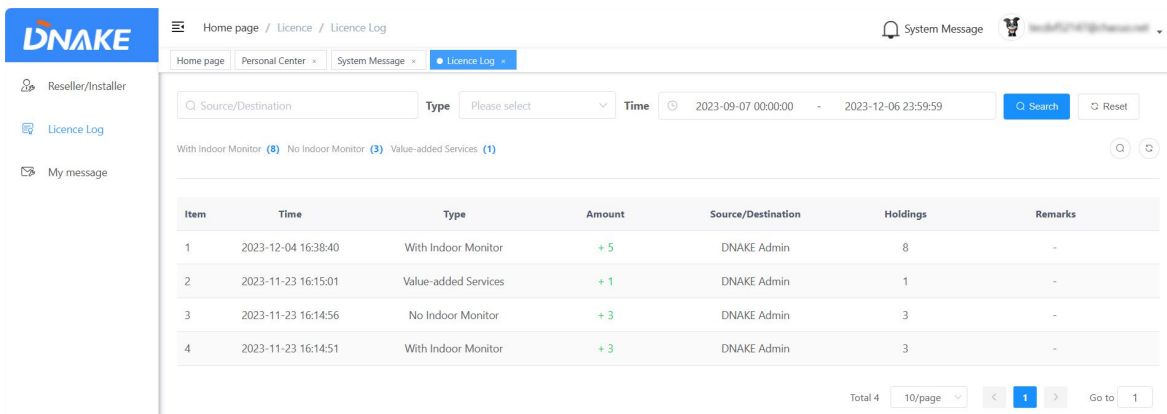 DNAKE
Home page / Licence / Licence Log
System Message
Home page Personal Center × System Message × Licence Log ×
Reseller/Installer
Licence Log
My message
Source/Destination Type Please select Time 2023-09-07 00:00:00 - 2023-12-06 23:59:59 Search Reset
With Indoor Monitor (8) No Indoor Monitor (3) Value-added Services (1)
Item Time Type Amount Source/Destination Holdings Remarks
1 2023-12-04 16:38:40 With Indoor Monitor + 5 DNAKE Admin 8 -
2 2023-11-23 16:15:01 Value-added Services + 1 DNAKE Admin 1 -
3 2023-11-23 16:14:56 No Indoor Monitor + 3 DNAKE Admin 3 -
4 2023-11-23 16:14:51 With Indoor Monitor + 3 DNAKE Admin 3 -
Total 4 10/page < 1 > Go to 1